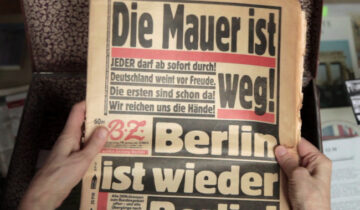 Die Mauer ist
weg!
JEDER darf ab sofort durch!
Deutschland weint vor Freude.
Die ersten sind schon da!
Wir reichen uns die Hände!
B·Z
Berlin
ist wieder
Berlin!